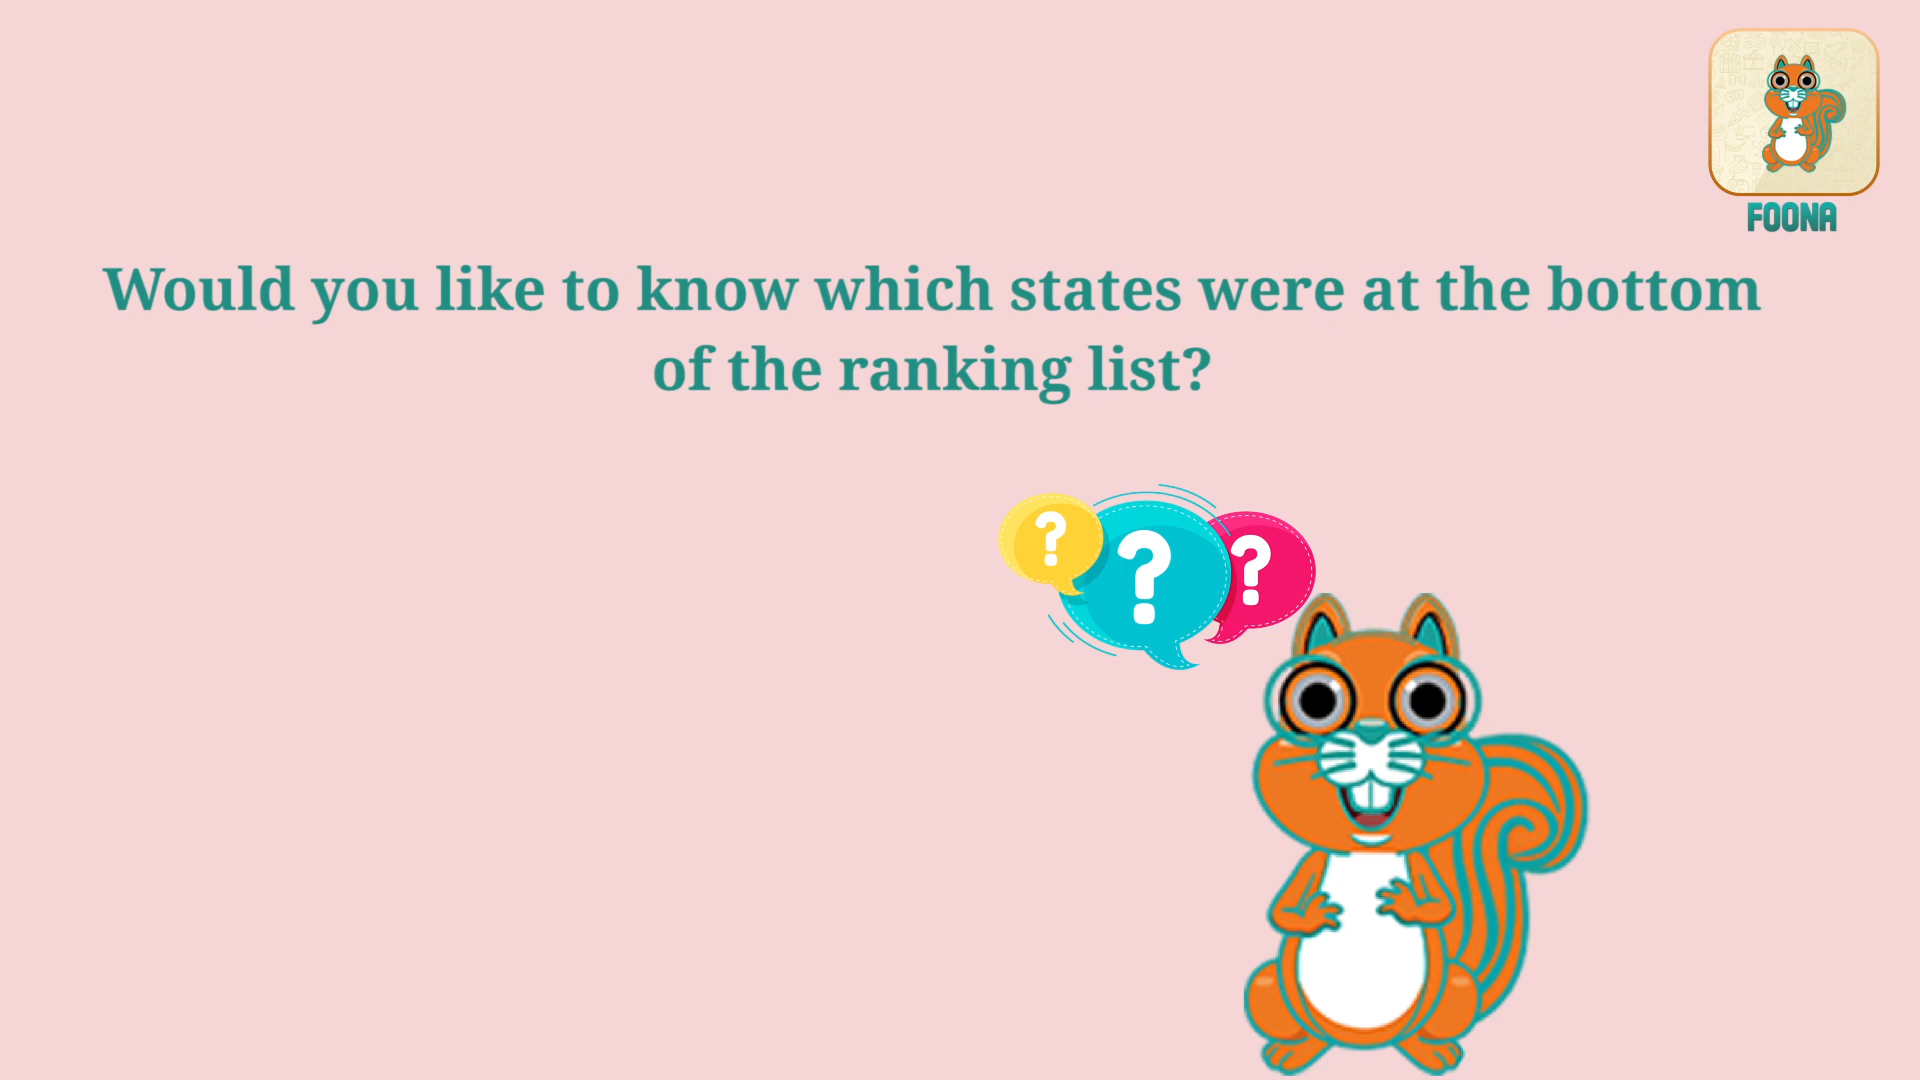 FOONA
Would you like to know which states were at the bottom
of the ranking list?
? ? ?